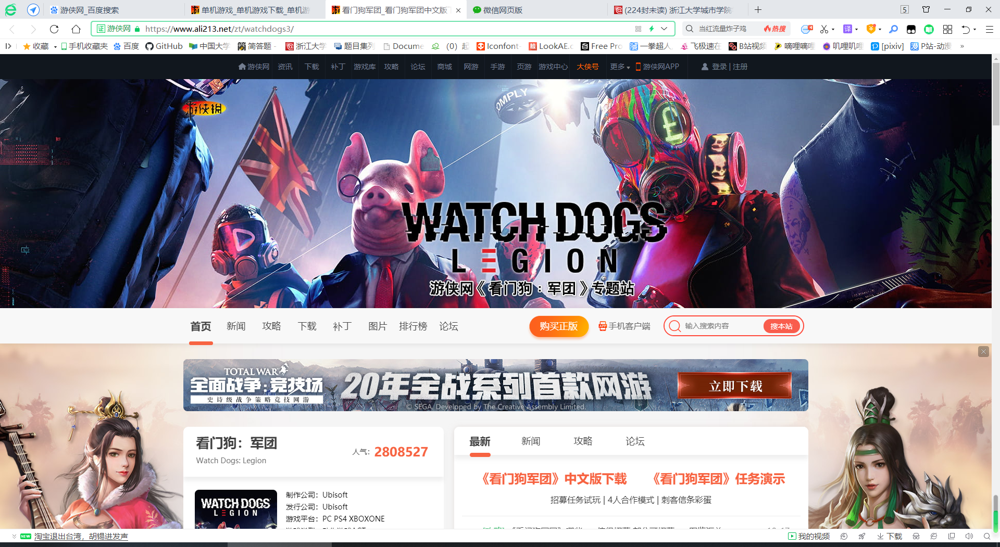 游侠网_百度搜索
单机游戏_单机游戏下载_单机游
看门狗军团_看门狗军团中文版下
微信网页版
(224封未读) 浙江大学城市学院
5
证 游侠网 https://www.ali213.net/zt/watchdogs3/
当红流量炸子鸡
热搜
4
译
收藏
手机收藏夹
百度
GitHub
中国大学
简答题 -
浙江大学
题目集列
Docume
(0) 起
Iconfont-
LookAE.c
Free Pro
一拳超人
飞极速在
B站视频
嘀哩嘀哩
叽哩叽哩
[pixiv]
P站-动漫
»
游侠网
资讯
下载
补丁
游戏库
攻略
论坛
商城
网游
手游
页游
游戏中心
大侠号
更多
游侠网APP
登录 | 注册
游侠网
OMPLY
WATCH DOGS
LEGION
游侠网《看门狗：军团》专题站
首页
新闻
攻略
下载
补丁
图片
排行榜
论坛
购买正版
APP 手机客户端
输入搜索内容
搜本站
TOTAL WAR
全面战争:竞技场
史诗级战争策略竞技网游
20年全战系列首款网游
© SEGA. Developed by The Creative Assembly Limited.
立即下载
看门狗：军团
Watch Dogs: Legion
人气：2808527
WATCH DOGS
LEGION
制作公司：Ubisoft
发行公司：Ubisoft
游戏平台：PC PS4 XBOXONE
最新
新闻
攻略
论坛
《看门狗军团》中文版下载
《看门狗军团》任务演示
招募任务试玩 | 4人合作模式 | 刺客信条彩蛋
NEW 淘宝退出台湾，胡锡进发声
我的视频
下载